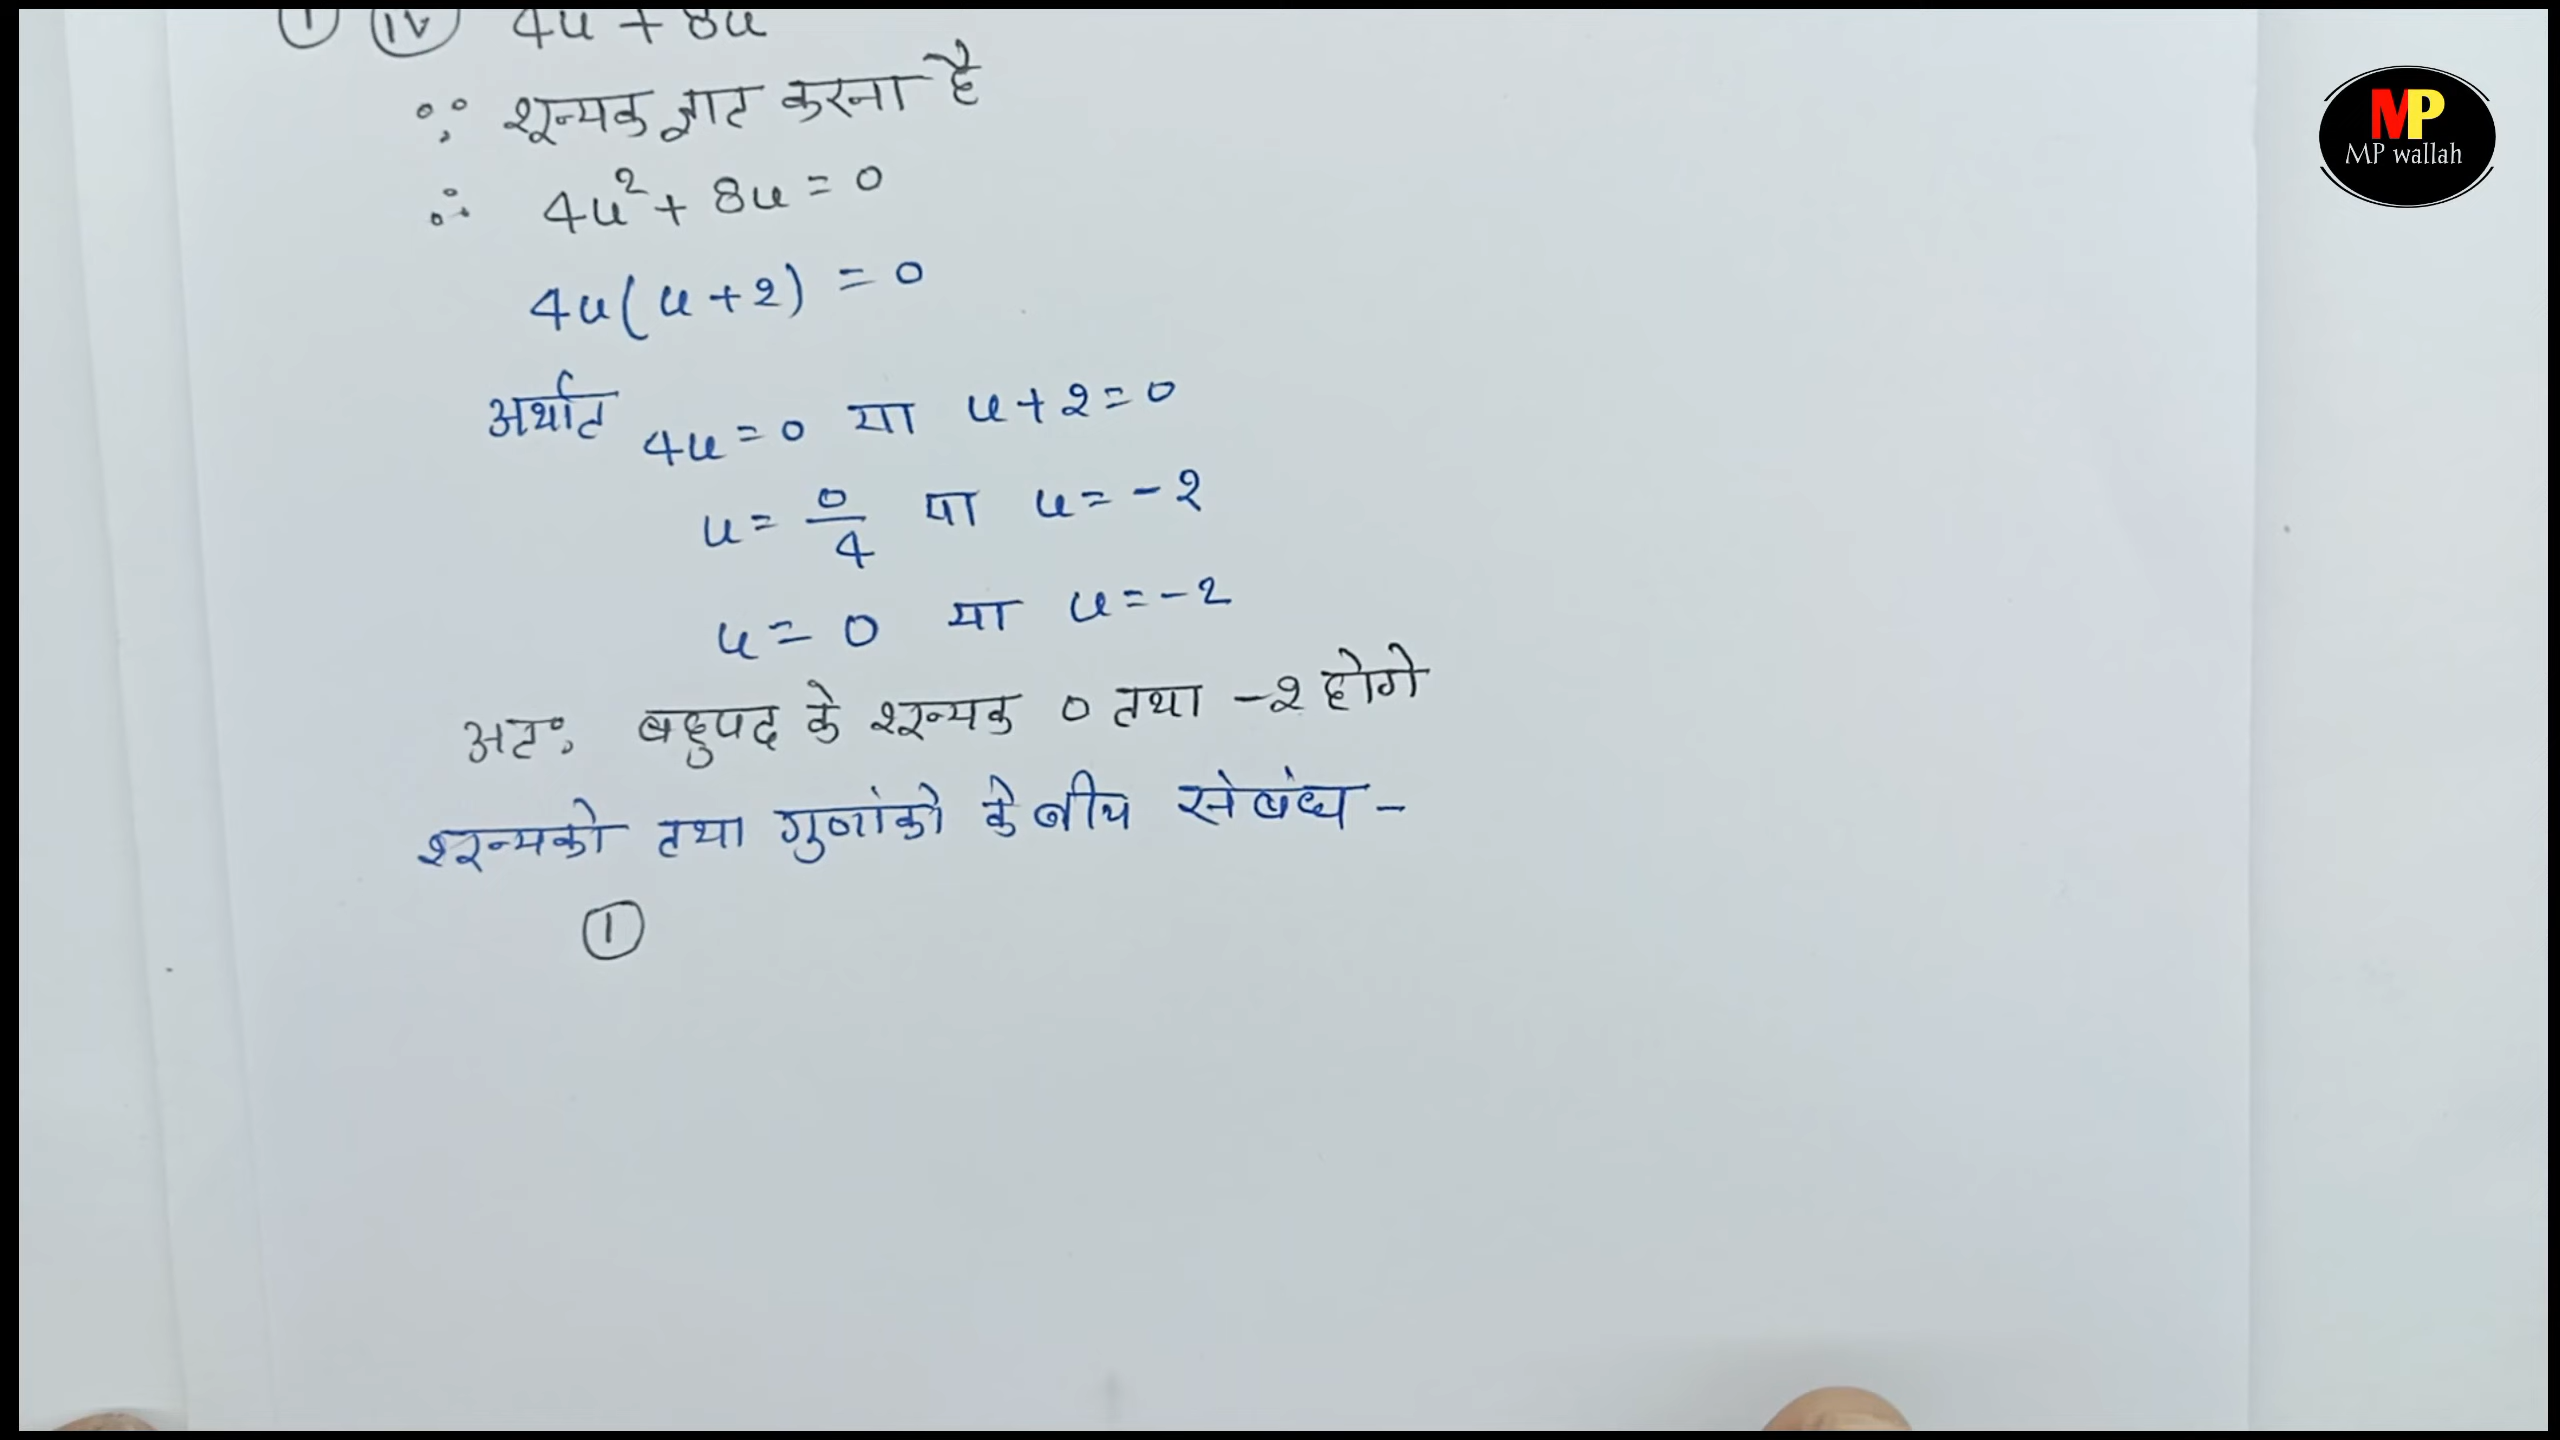 ① ⓘⓥ 4u + 8u
∵ शून्यक ज्ञात करना है
∴ 4u² + 8u = 0
4u(u+2) = 0
अर्थात 4u = 0 या u+2=0
u = 0/4 या u = -2
u = 0 या u = -2
अतः बहुपद के शून्यक 0 तथा -2 होगे
शून्यको तथा गुणांको के बीच संबंध -
①
MP
MP wallah